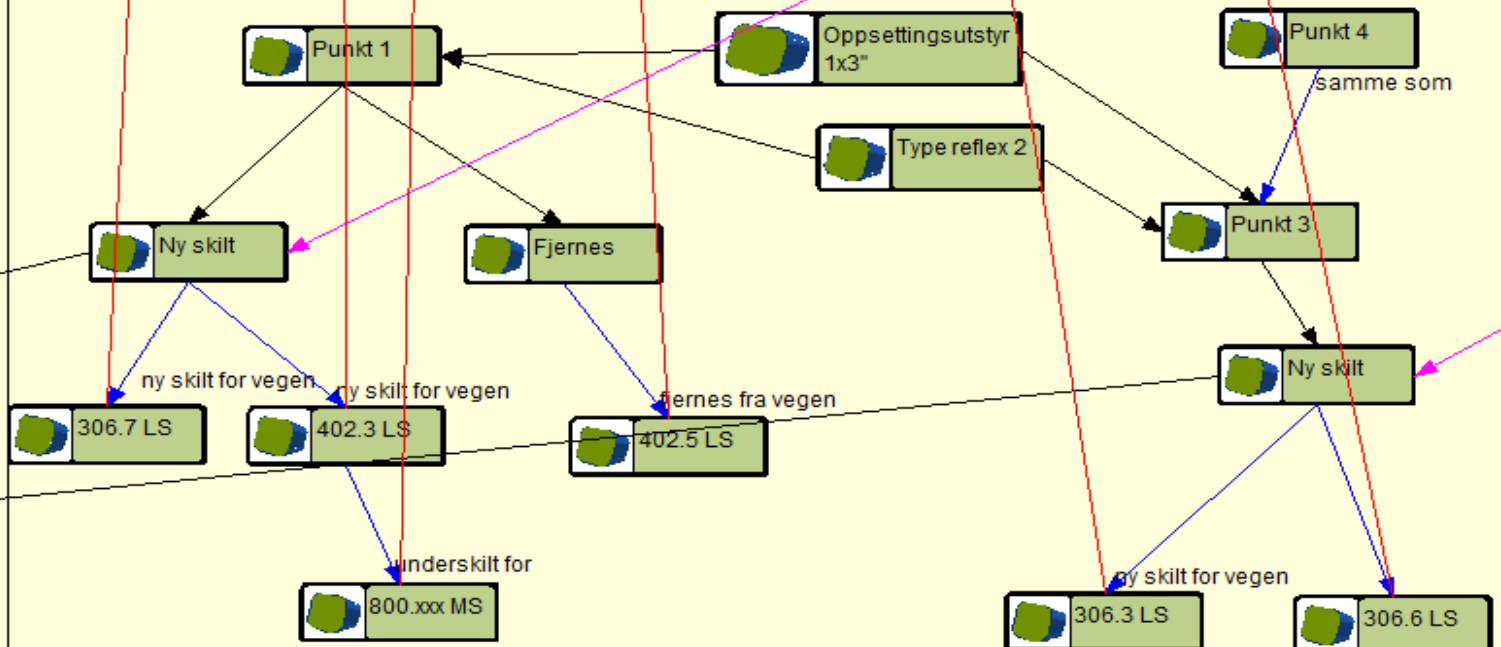 Punkt 1
Oppsettingsutstyr
1x3"
Punkt 4
samme som
Type reflex 2
Punkt 3
Ny skilt
Fjernes
Ny skilt
ny skilt for vegen
ny skilt for vegen
fjernes fra vegen
306.7 LS
402.3 LS
402.5 LS
underskilt for
ny skilt for vegen
800.xxx MS
306.3 LS
306.6 LS